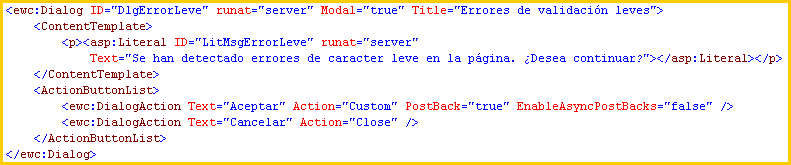 <ewc:Dialog ID="DlgErrorLeve" runat="server" Modal="true" Title="Errores de validación leves">
<ContentTemplate>
<p><asp:Literal ID="LitMsgErrorLeve" runat="server"
Text="Se han detectado errores de caracter leve en la página. ¿Desea continuar?"></asp:Literal></p>
</ContentTemplate>
<ActionButtonList>
<ewc:DialogAction Text="Aceptar" Action="Custom" PostBack="true" EnableAsyncPostBacks="false" />
<ewc:DialogAction Text="Cancelar" Action="Close" />
</ActionButtonList>
</ewc:Dialog>